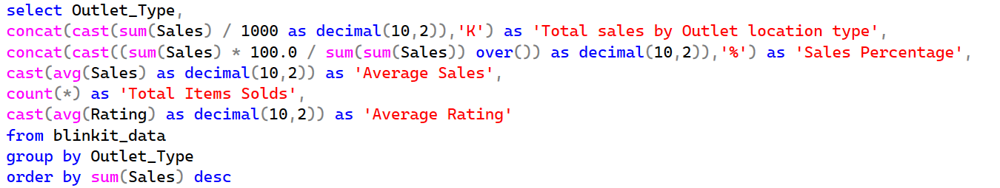 select Outlet_Type,
concat(cast(sum(Sales) / 1000 as decimal(10,2)),'K') as 'Total sales by Outlet location type',
concat(cast((sum(Sales) * 100.0 / sum(sum(Sales)) over()) as decimal(10,2)),'%') as 'Sales Percentage',
cast(avg(Sales) as decimal(10,2)) as 'Average Sales',
count(*) as 'Total Items Solds',
cast(avg(Rating) as decimal(10,2)) as 'Average Rating'
from blinkit_data
group by Outlet_Type
order by sum(Sales) desc